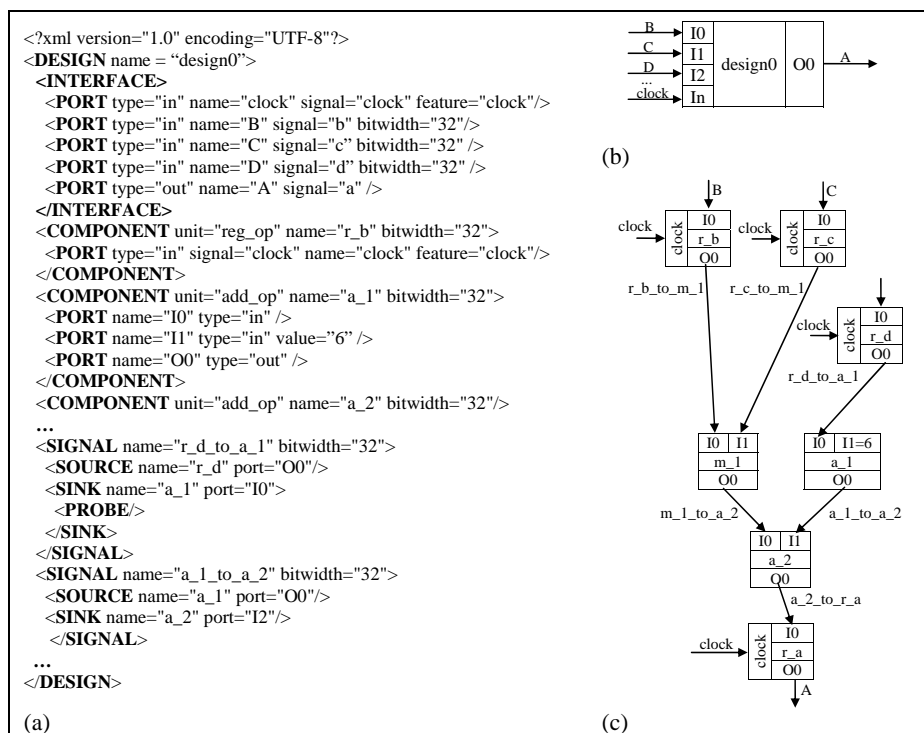 <?xml version="1.0" encoding="UTF-8"?>
<DESIGN name = “design0”>
<INTERFACE>
<PORT type="in" name="clock" signal="clock" feature="clock"/>
<PORT type="in" name="B" signal="b" bitwidth="32"/>
<PORT type="in" name="C" signal="c” bitwidth="32" />
<PORT type="in" name="D" signal="d” bitwidth="32" />
<PORT type="out" name="A" signal="a" />
</INTERFACE>
<COMPONENT unit="reg_op" name="r_b" bitwidth="32">
<PORT type="in" signal="clock" name="clock" feature="clock"/>
</COMPONENT>
<COMPONENT unit="add_op" name="a_1" bitwidth="32">
<PORT name="I0" type="in" />
<PORT name="I1" type="in" value=”6” />
<PORT name="O0" type="out" />
</COMPONENT>
<COMPONENT unit="add_op" name="a_2" bitwidth="32"/>
...
<SIGNAL name="r_d_to_a_1" bitwidth="32">
<SOURCE name="r_d" port="O0"/>
<SINK name="a_1" port="I0">
<PROBE/>
</SINK>
</SIGNAL>
<SIGNAL name="a_1_to_a_2" bitwidth="32">
<SOURCE name="a_1" port="O0"/>
<SINK name="a_2" port="I2"/>
</SIGNAL>
...
</DESIGN>
(a)
B I0
C I1 design0 O0 A
D I2
...
clock In
(b)
B C
clock clock I0 clock clock I0
r_b r_c
O0 O0
r_b_to_m_1 r_c_to_m_1
clock clock I0
r_d
O0
r_d_to_a_1
I0 I1 I0 I1=6
m_1 a_1
O0 O0
m_1_to_a_2 a_1_to_a_2
I0 I1
a_2
O0
a_2_to_r_a
clock clock I0
r_a
O0
A
(c)